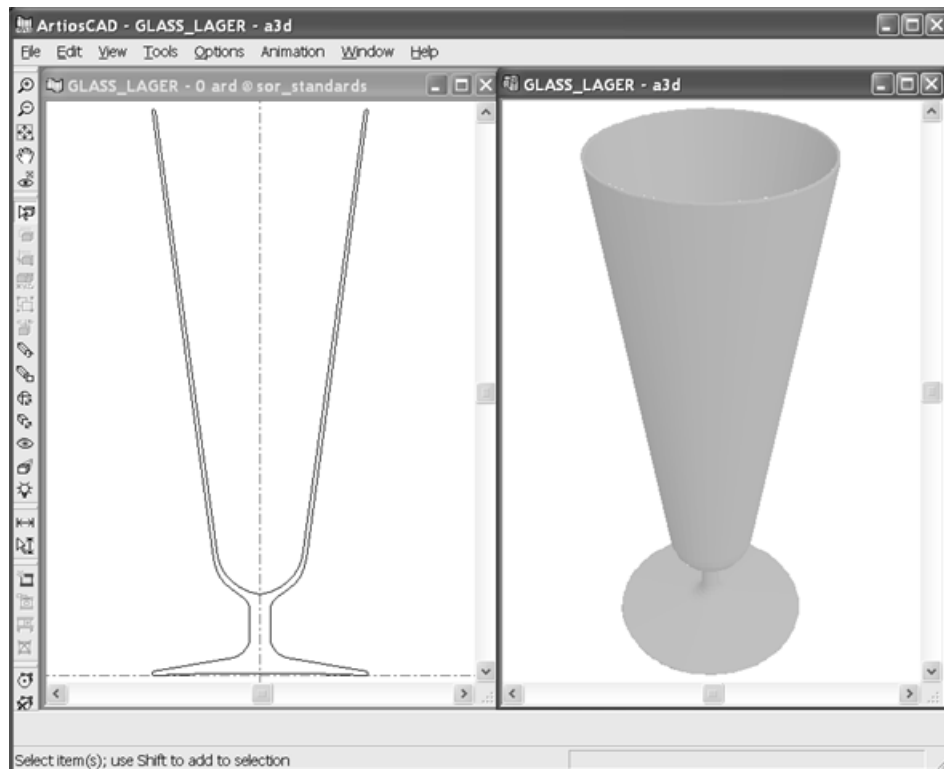 ArtiosCAD - GLASS_LAGER - a3d
File Edit View Tools Options Animation Window Help
GLASS_LAGER - 0 ard @ sor_standards
GLASS_LAGER - a3d
Select item(s); use Shift to add to selection